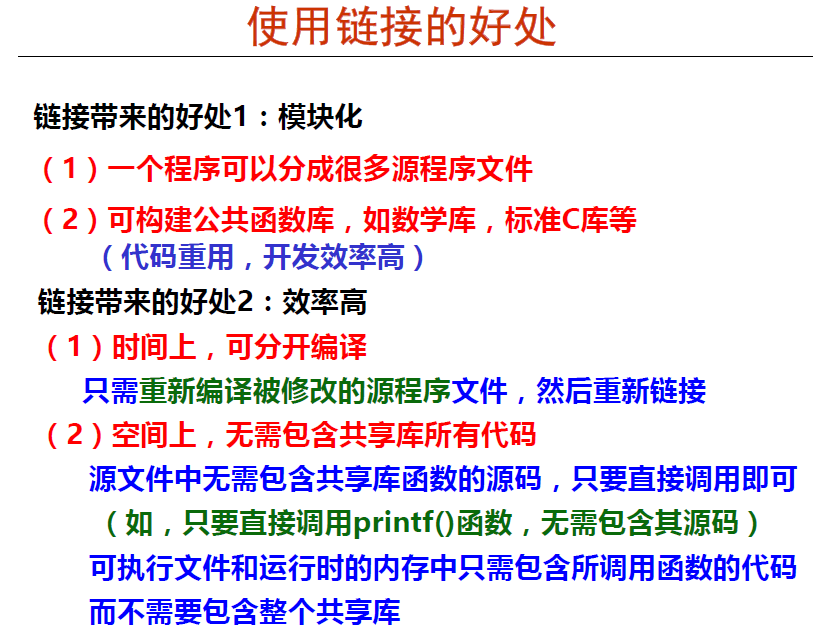 使用链接的好处
链接带来的好处1：模块化
（1）一个程序可以分成很多源程序文件
（2）可构建公共函数库，如数学库，标准C库等
（代码重用，开发效率高）
链接带来的好处2：效率高
（1）时间上，可分开编译
只需重新编译被修改的源程序文件，然后重新链接
（2）空间上，无需包含共享库所有代码
源文件中无需包含共享库函数的源码，只要直接调用即可
（如，只要直接调用printf()函数，无需包含其源码）
可执行文件和运行时的内存中只需包含所调用函数的代码
而不需要包含整个共享库